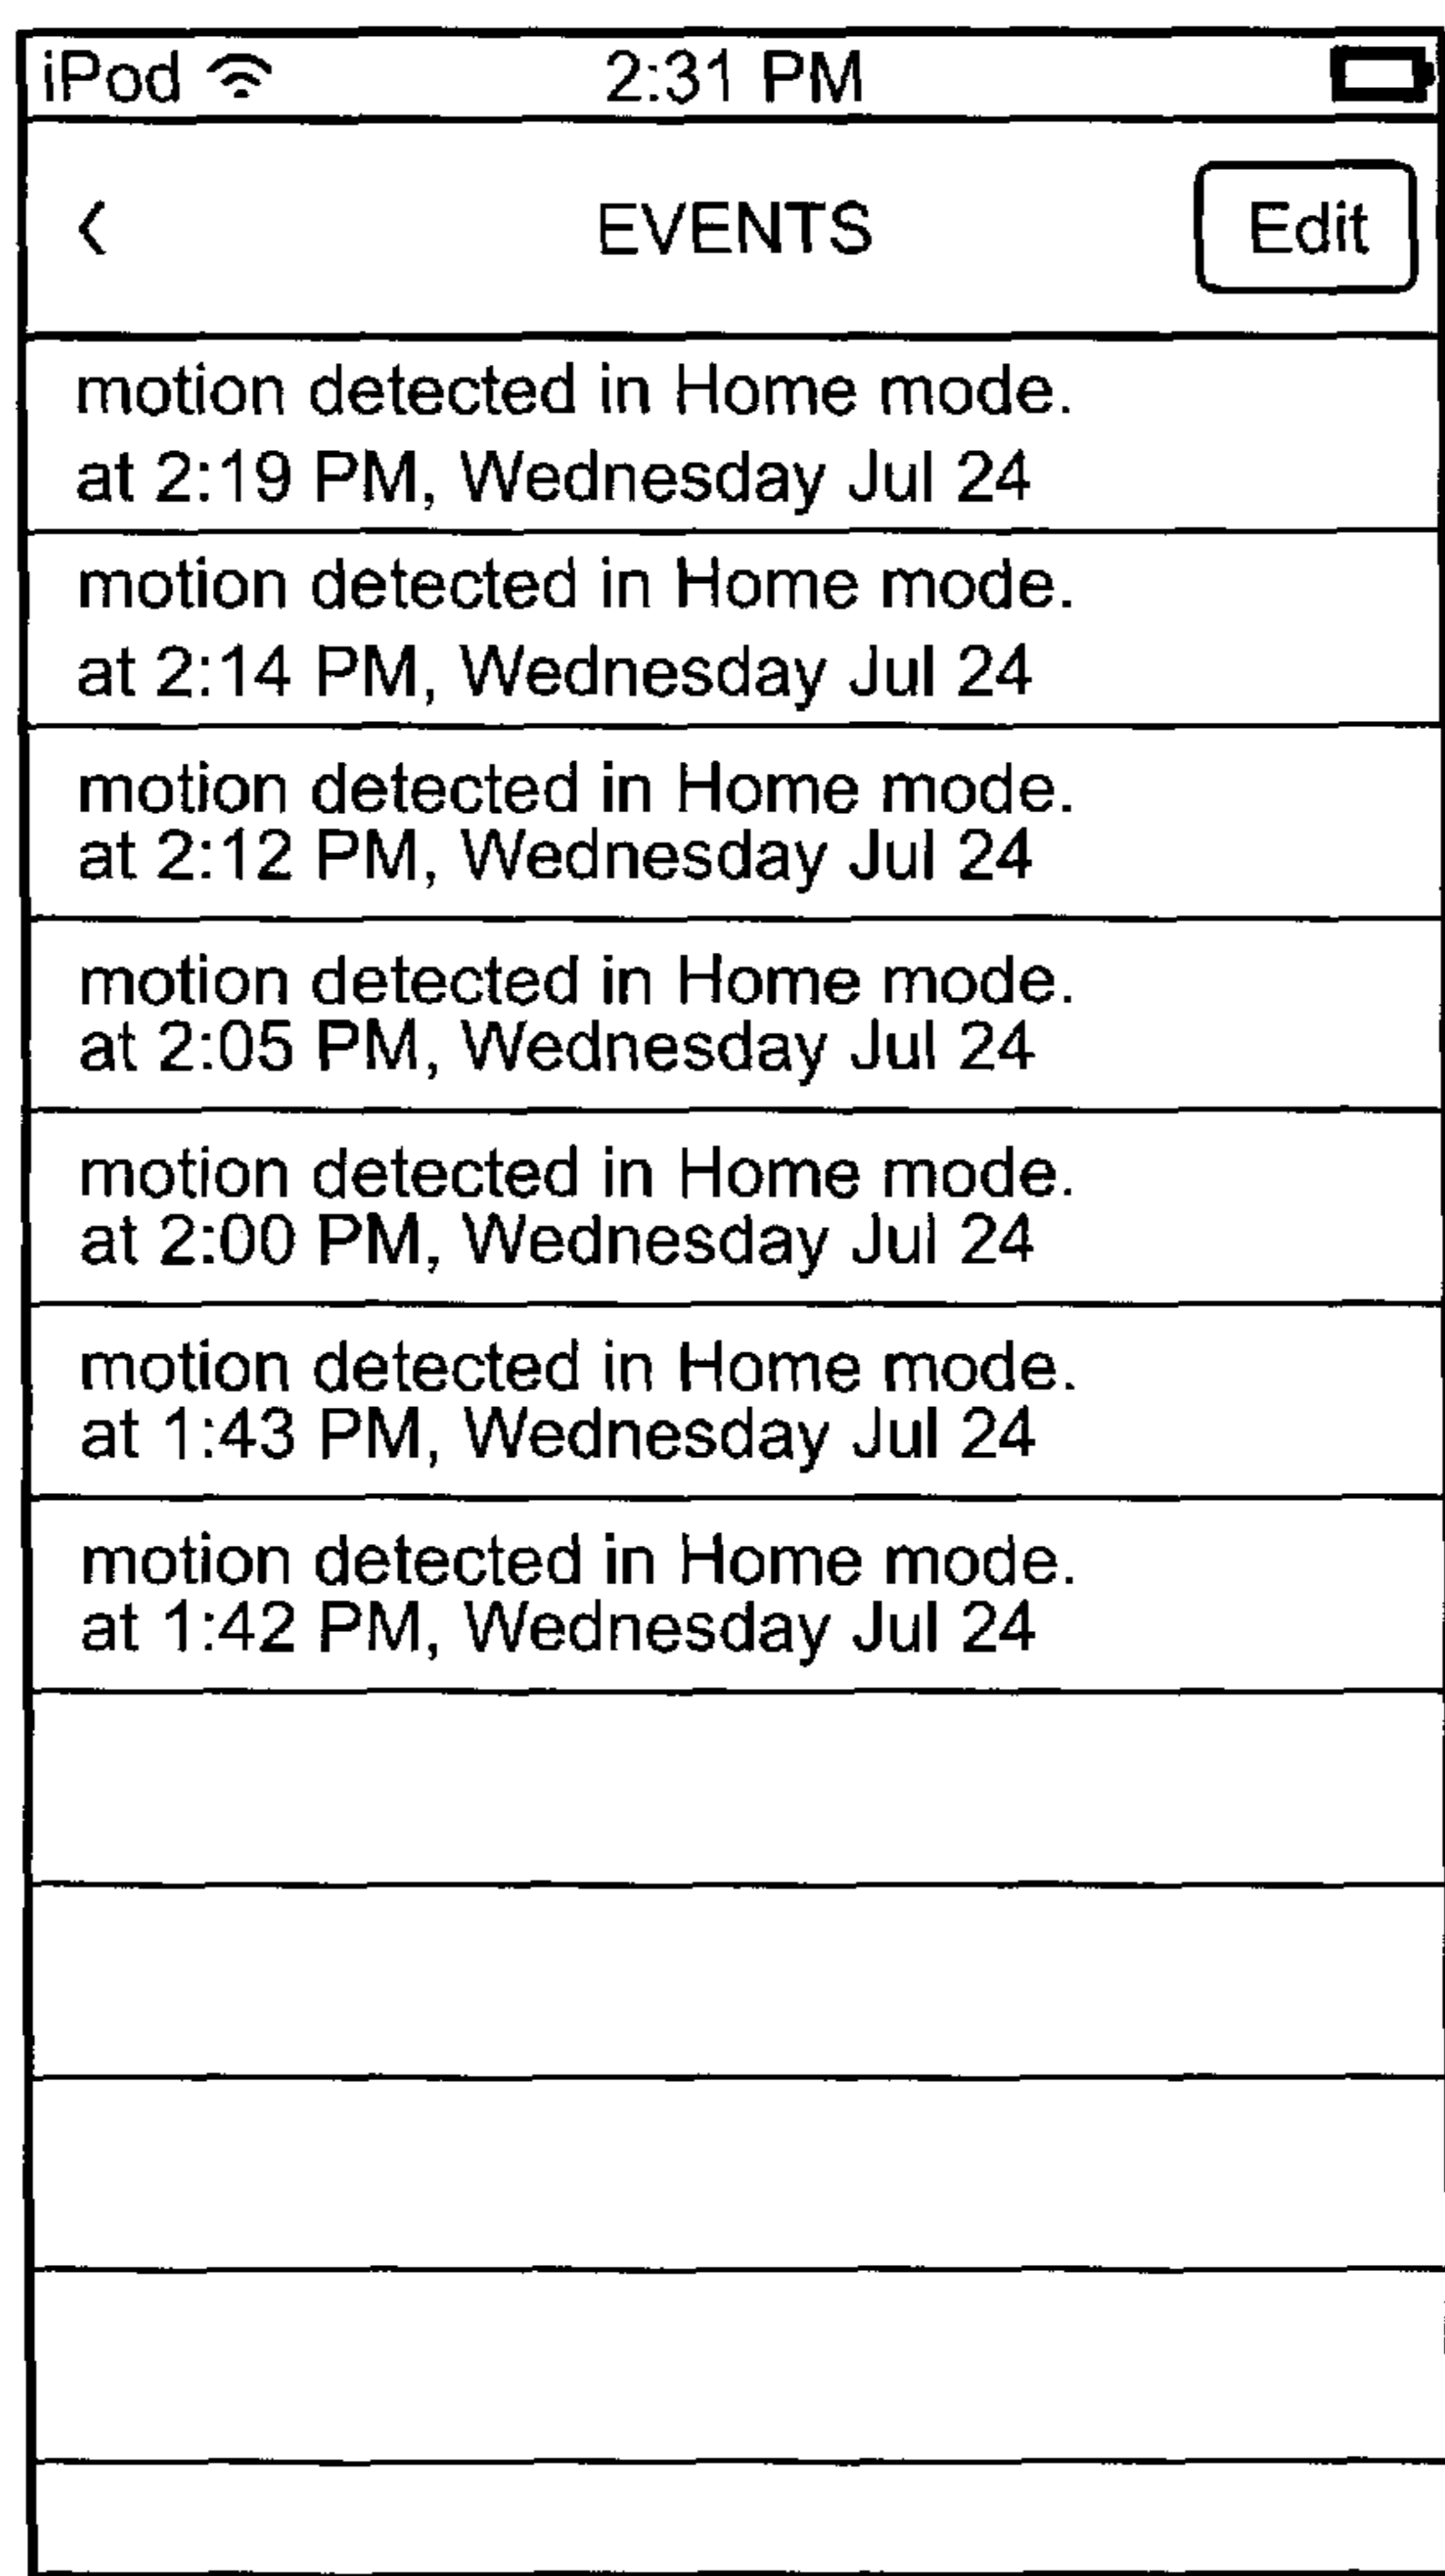 iPod 2:31 PM
< EVENTS Edit
motion detected in Home mode.
at 2:19 PM, Wednesday Jul 24
motion detected in Home mode.
at 2:14 PM, Wednesday Jul 24
motion detected in Home mode.
at 2:12 PM, Wednesday Jul 24
motion detected in Home mode.
at 2:05 PM, Wednesday Jul 24
motion detected in Home mode.
at 2:00 PM, Wednesday Jul 24
motion detected in Home mode.
at 1:43 PM, Wednesday Jul 24
motion detected in Home mode.
at 1:42 PM, Wednesday Jul 24